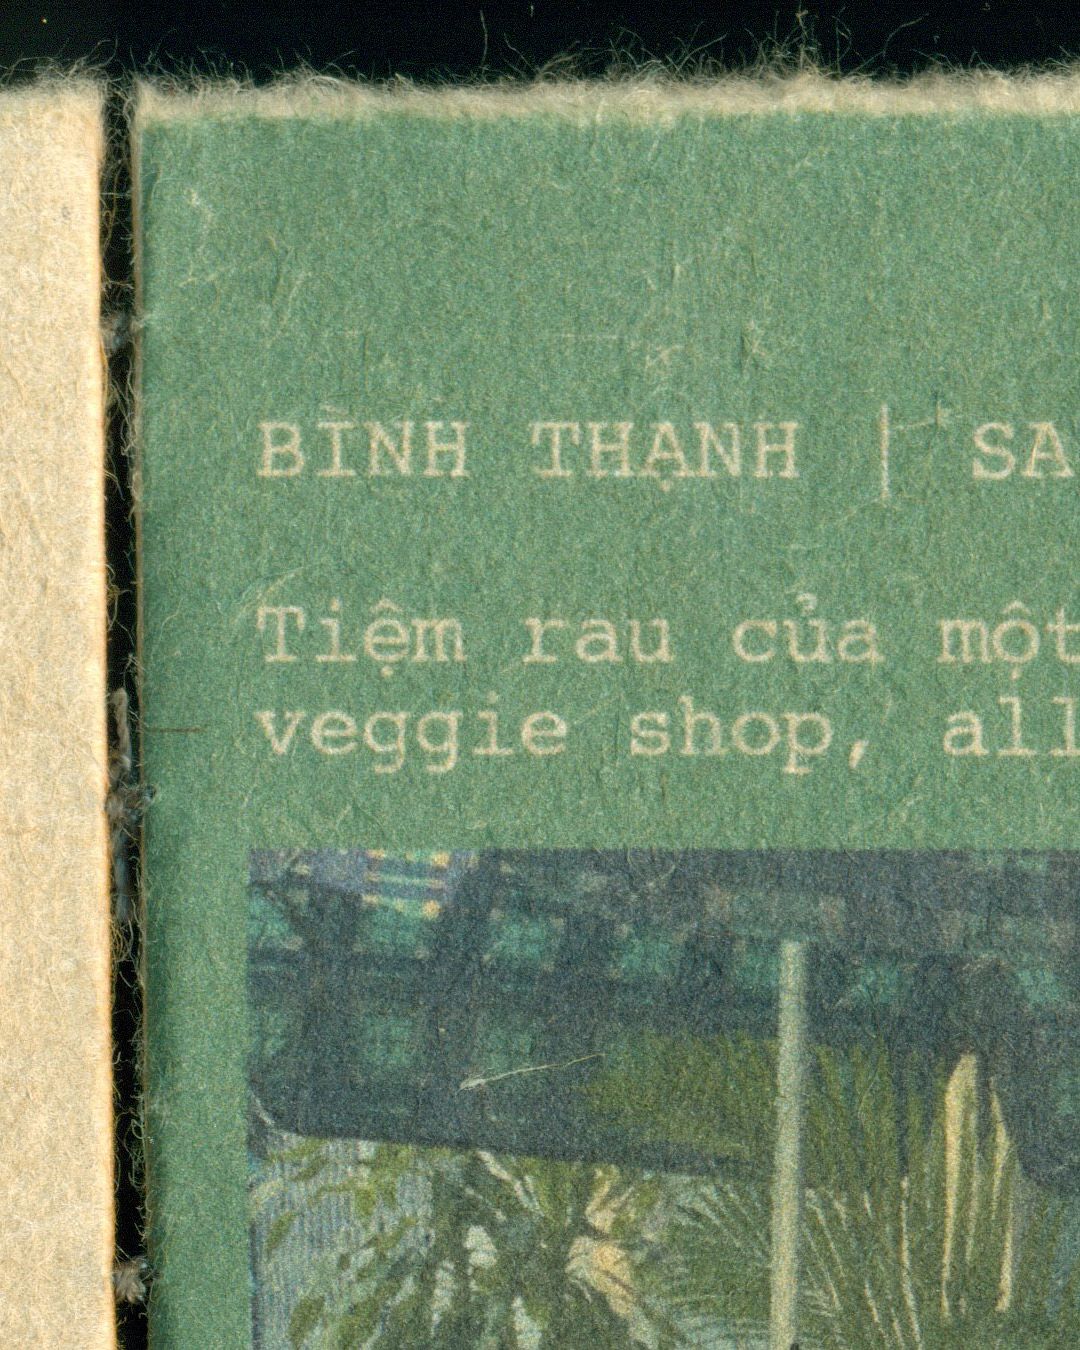 BÌNH THẠNH | SA
Tiệm rau của một
veggie shop, all